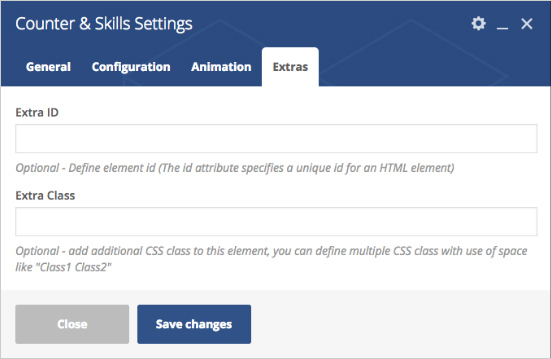 Counter & Skills Settings
General Configuration Animation Extras
Extra ID
Optional - Define element id (The id attribute specifies a unique id for an HTML element)
Extra Class
Optional - add additional CSS class to this element, you can define multiple CSS class with use of space
like "Class1 Class2"
Close Save changes